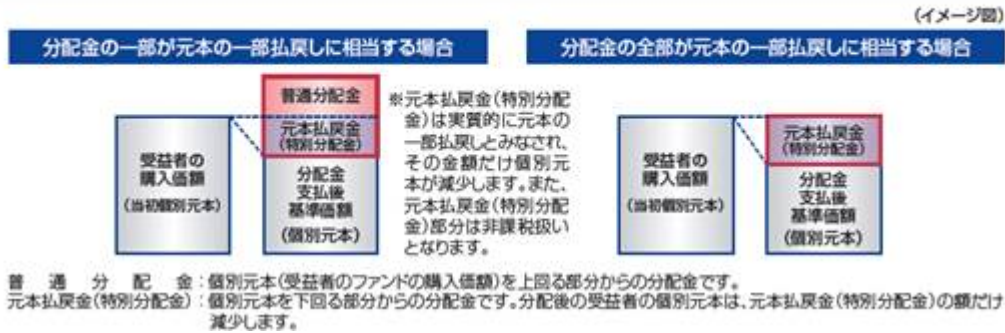 (イメージ図)
分配金の一部が元本の一部払戻しに相当する場合
分配金の全部が元本の一部払戻しに相当する場合
受益者の
購入価額
(当初個別元本)
普通分配金
元本払戻金
(特別分配金)
分配金
支払後
基準価額
(個別元本)
※元本払戻金(特別分配
金)は実質的に元本の
一部払戻しとみなされ、
その金額だけ個別元
本が減少します。また、
元本払戻金(特別分配
金)部分は非課税扱い
となります。
受益者の
購入価額
(当初個別元本)
元本払戻金
(特別分配金)
分配金
支払後
基準価額
(個別元本)
普通分配金:個別元本(受益者のファンドの購入価額)を上回る部分からの分配金です。
元本払戻金(特別分配金):個別元本を下回る部分からの分配金です。分配後の受益者の個別元本は、元本払戻金(特別分配金)の額だけ
減少します。